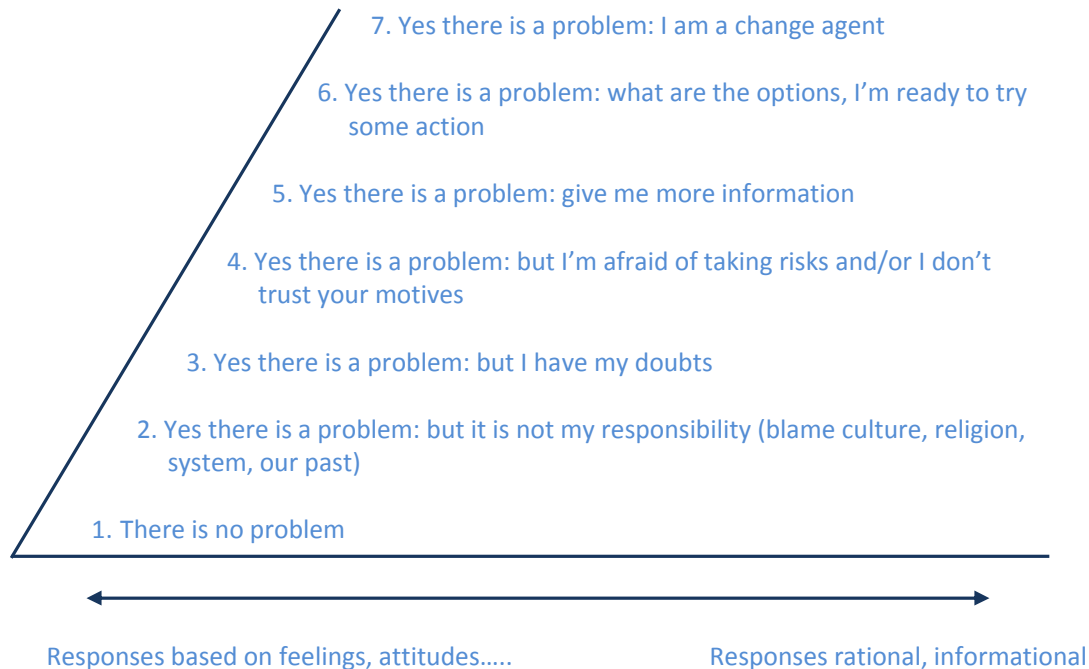 7. Yes there is a problem: I am a change agent
6. Yes there is a problem: what are the options, I’m ready to try
some action
5. Yes there is a problem: give me more information
4. Yes there is a problem: but I’m afraid of taking risks and/or I don’t
trust your motives
3. Yes there is a problem: but I have my doubts
2. Yes there is a problem: but it is not my responsibility (blame culture, religion,
system, our past)
1. There is no problem
Responses based on feelings, attitudes….. Responses rational, informational